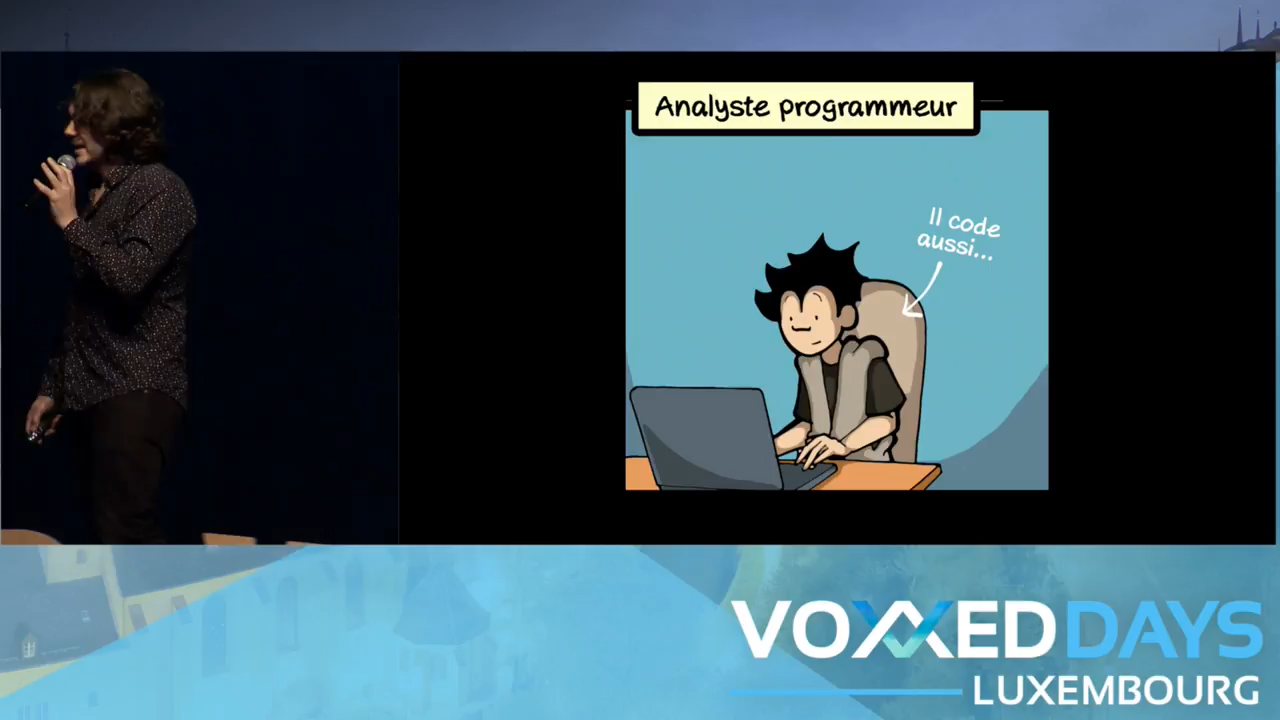 Analyste programmeur
Il code
aussi...
VOXXED DAYS
LUXEMBOURG